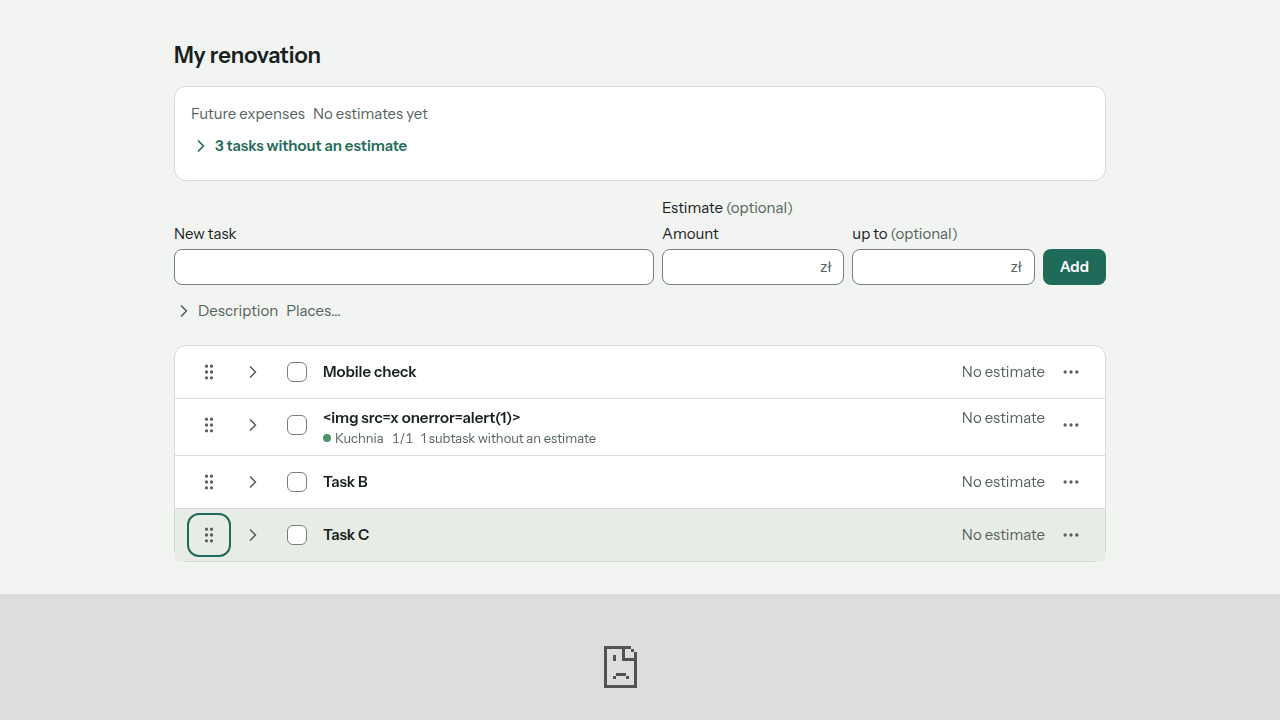 My renovation
Future expenses No estimates yet
3 tasks without an estimate
Estimate (optional)
New task Amount up to (optional)
zł zł Add
Description Places...
Mobile check No estimate
<img src=x onerror=alert(1)> No estimate
Kuchnia 1/1 1 subtask without an estimate
Task B No estimate
Task C No estimate